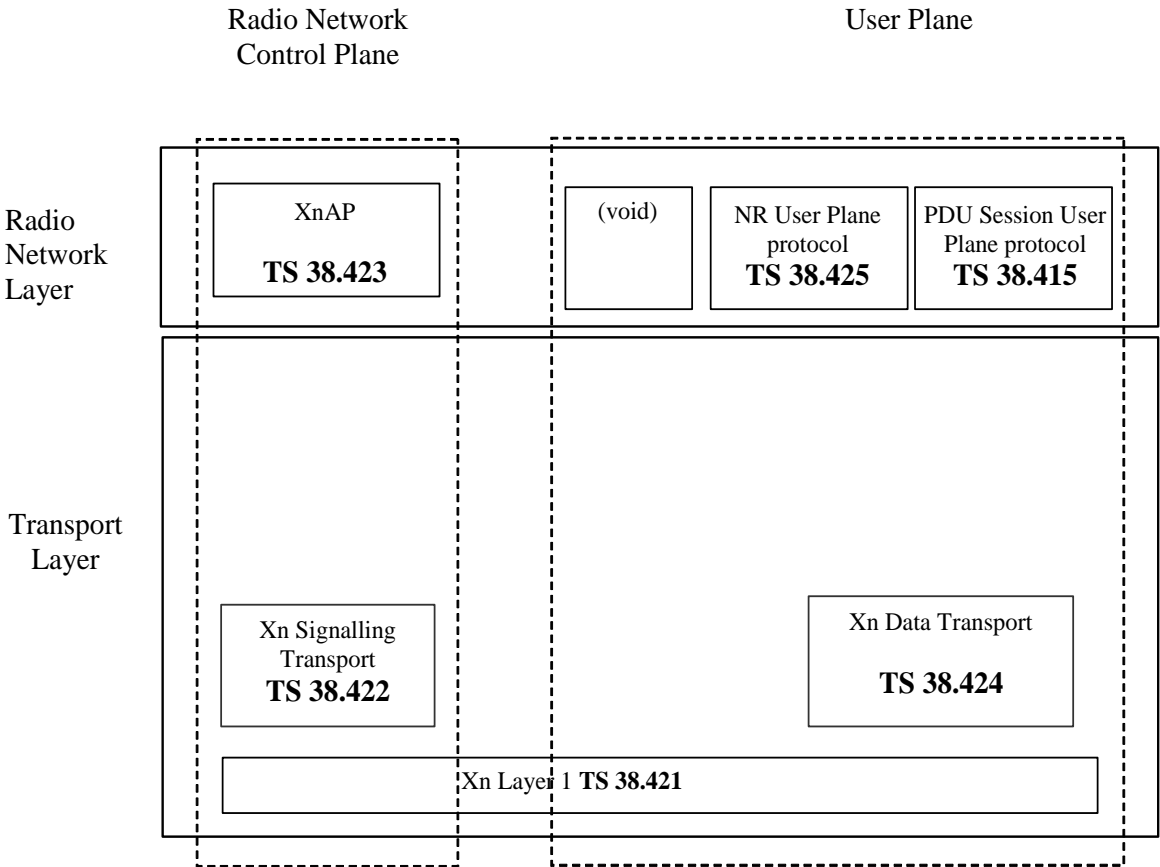 Radio Network
Control Plane
User Plane
Radio
Network
Layer
XnAP
TS 38.423
(void)
NR User Plane
protocol
TS 38.425
PDU Session User
Plane protocol
TS 38.415
Transport
Layer
Xn Signalling
Transport
TS 38.422
Xn Data Transport
TS 38.424
Xn Layer 1 TS 38.421